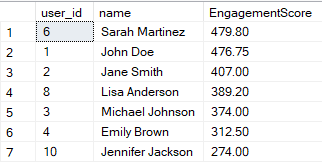 user_id name EngagementScore
1 6 Sarah Martinez 479.80
2 1 John Doe 476.75
3 2 Jane Smith 407.00
4 8 Lisa Anderson 389.20
5 3 Michael Johnson 374.00
6 4 Emily Brown 312.50
7 10 Jennifer Jackson 274.00